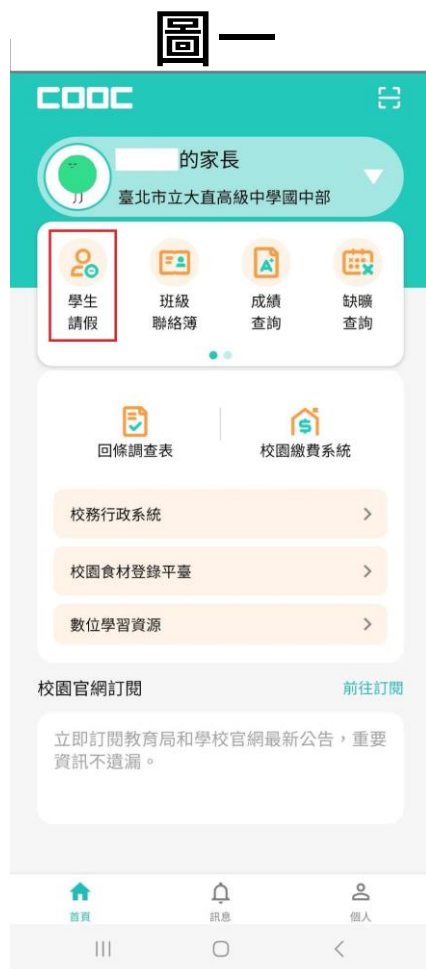 圖一
COOC
的家長
臺北市立大直高級中學國中部
學生
請假
班級
聯絡簿
成績
查詢
缺曠
查詢
回條調查表
校園繳費系統
校務行政系統
校園食材登錄平臺
數位學習資源
校園官網訂閱
前往訂閱
立即訂閱教育局和學校官網最新公告，重要
資訊不遺漏。
首頁
訊息
個人